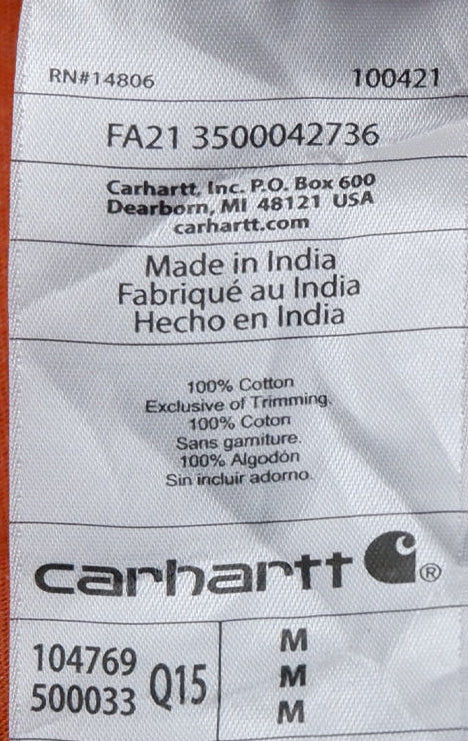 RN#14806 100421
FA21 3500042736
Carhartt, Inc. P.O. Box 600
Dearborn, MI 48121 USA
carhartt.com
Made in India
Fabriqué au India
Hecho en India
100% Cotton
Exclusive of Trimming.
100% Coton
Sans garniture.
100% Algodón
Sin incluir adorno.
carhartt ®
104769
500033
Q15
M
M
M